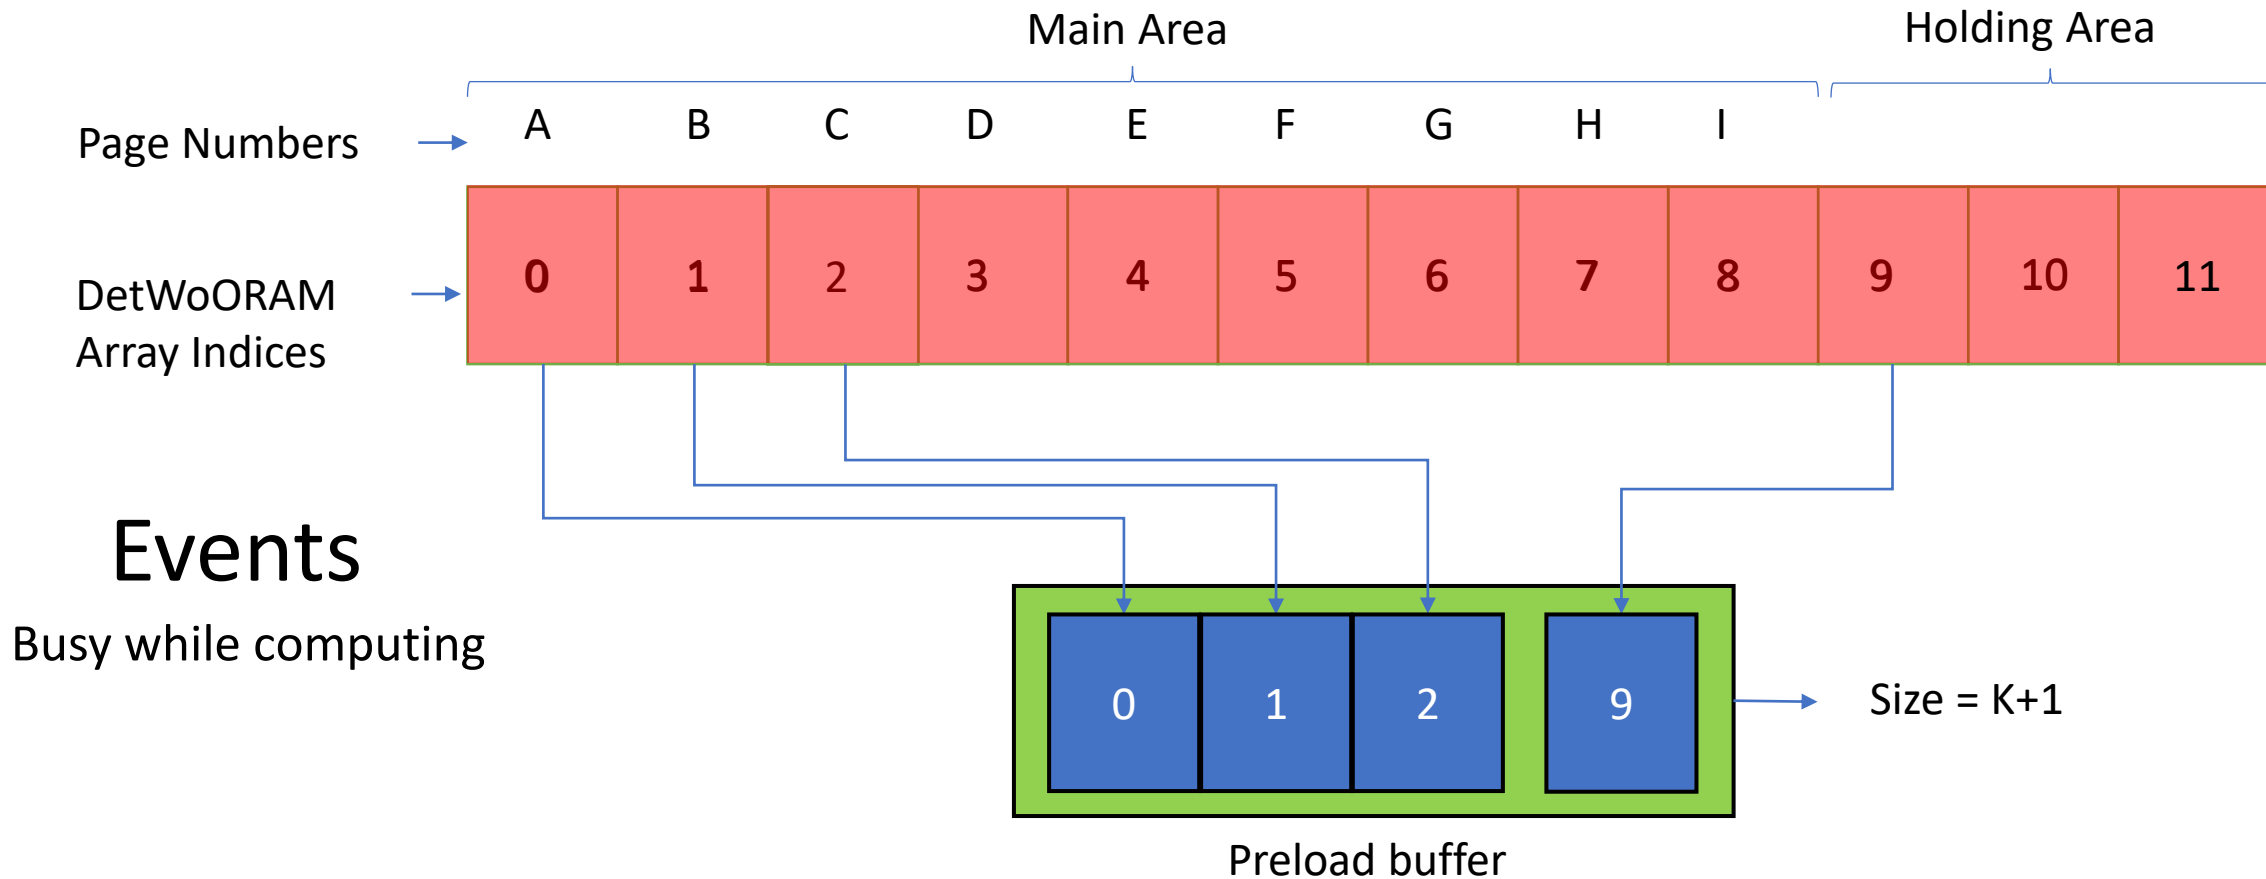 Main Area
Holding Area
Page Numbers
A B C D E F G H I
DetWoORAM
Array Indices
0 1 2 3 4 5 6 7 8 9 10 11
Events
Busy while computing
0 1 2 9
Size = K+1
Preload buffer